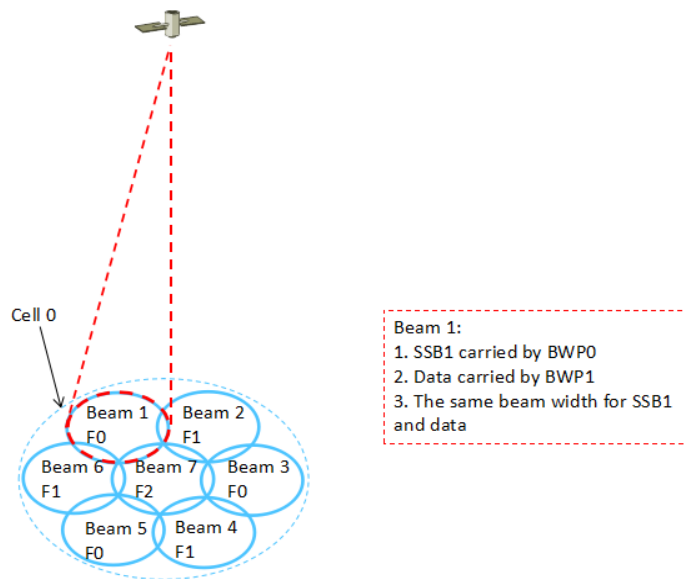 Cell 0
Beam 1
F0
Beam 2
F1
Beam 6
F1
Beam 7
F2
Beam 3
F0
Beam 5
F0
Beam 4
F1
Beam 1:
1. SSB1 carried by BWP0
2. Data carried by BWP1
3. The same beam width for SSB1
and data